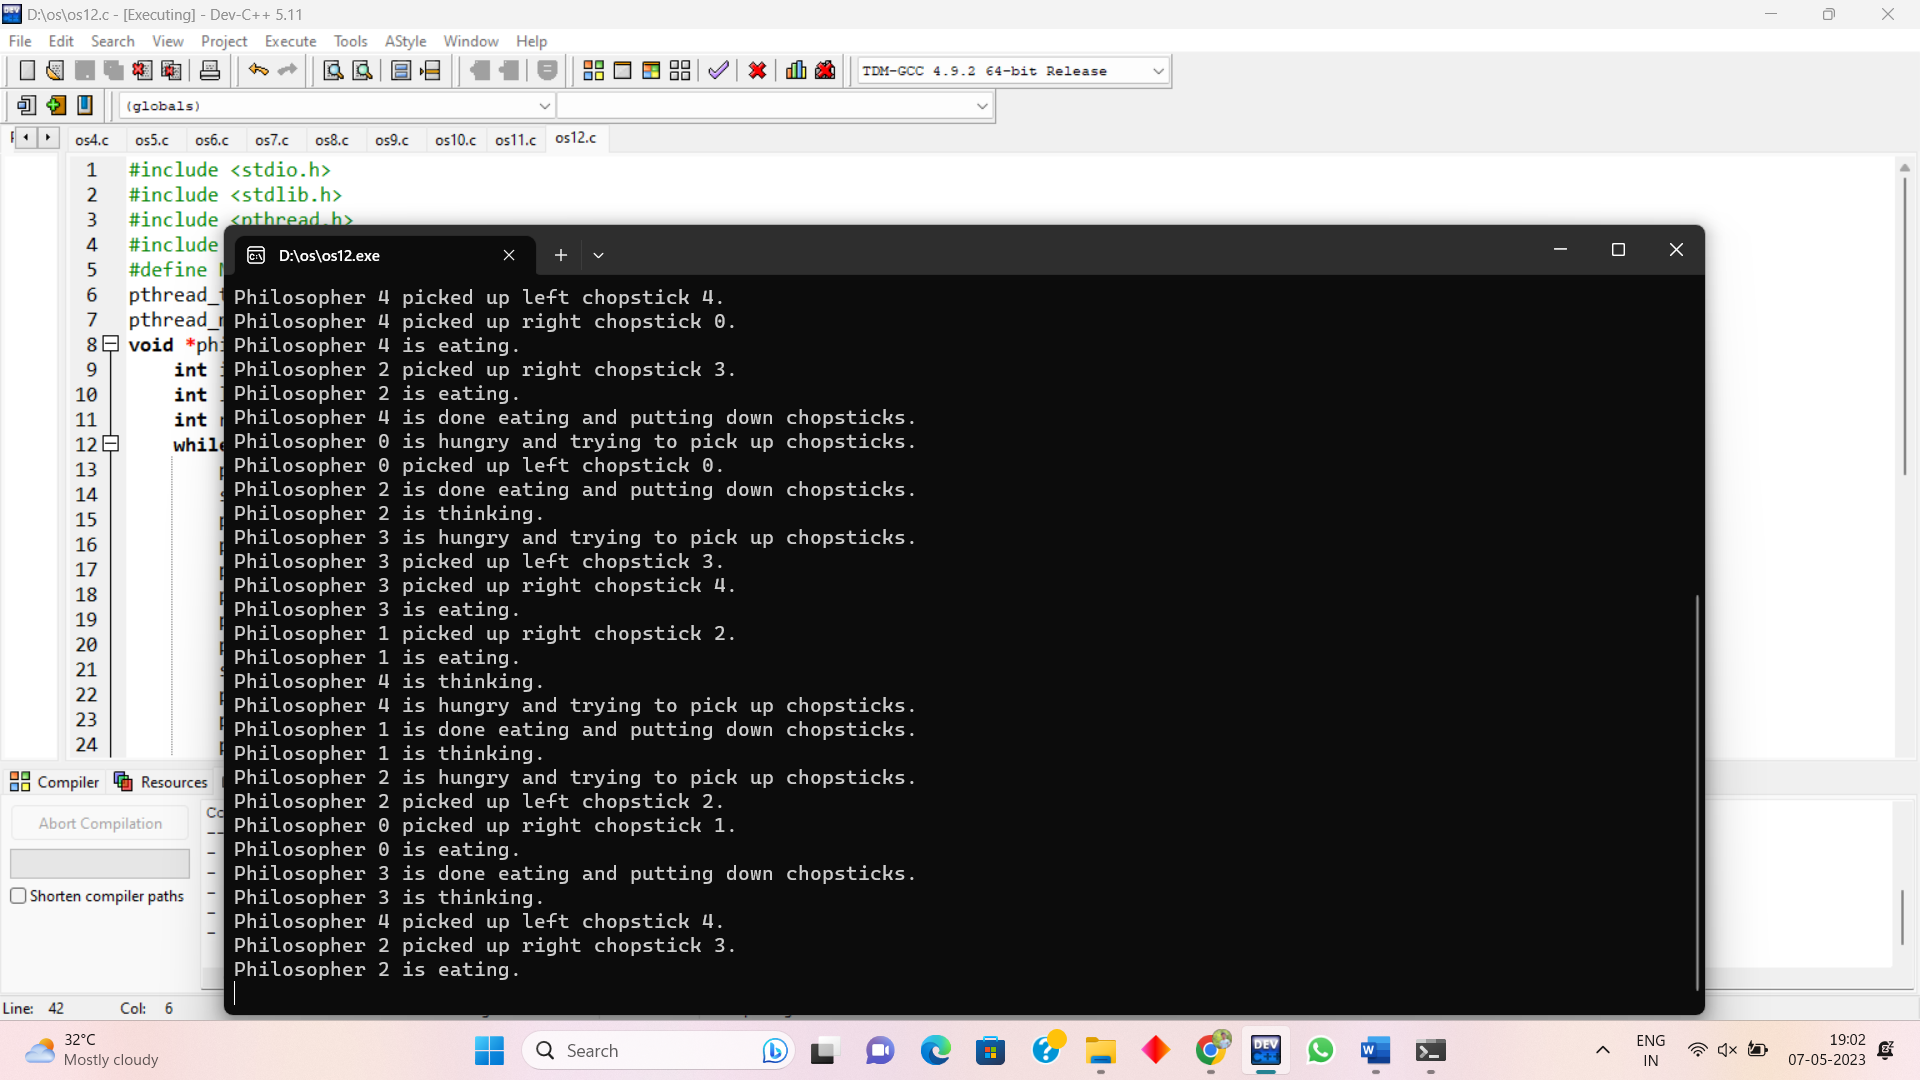 D:\os\os12.c - [Executing] - Dev-C++ 5.11
File Edit Search View Project Execute Tools AStyle Window Help
TDM-GCC 4.9.2 64-bit Release
(globals)
os4.c os5.c os6.c os7.c os8.c os9.c os10.c os11.c os12.c
1 #include <stdio.h>
2 #include <stdlib.h>
3 #include <pthread.h>
4 #include
5 #define
6 pthread_
7 pthread_
8 void *phi
9 int
10 int
11 int
12 while
13
14
15
16
17
18
19
20
21
22
23
24
D:\os\os12.exe
Philosopher 4 picked up left chopstick 4.
Philosopher 4 picked up right chopstick 0.
Philosopher 4 is eating.
Philosopher 2 picked up right chopstick 3.
Philosopher 2 is eating.
Philosopher 4 is done eating and putting down chopsticks.
Philosopher 0 is hungry and trying to pick up chopsticks.
Philosopher 0 picked up left chopstick 0.
Philosopher 2 is done eating and putting down chopsticks.
Philosopher 2 is thinking.
Philosopher 3 is hungry and trying to pick up chopsticks.
Philosopher 3 picked up left chopstick 3.
Philosopher 3 picked up right chopstick 4.
Philosopher 3 is eating.
Philosopher 1 picked up right chopstick 2.
Philosopher 1 is eating.
Philosopher 4 is thinking.
Philosopher 4 is hungry and trying to pick up chopsticks.
Philosopher 1 is done eating and putting down chopsticks.
Philosopher 1 is thinking.
Philosopher 2 is hungry and trying to pick up chopsticks.
Philosopher 2 picked up left chopstick 2.
Philosopher 0 picked up right chopstick 1.
Philosopher 0 is eating.
Philosopher 3 is done eating and putting down chopsticks.
Philosopher 3 is thinking.
Philosopher 4 picked up left chopstick 4.
Philosopher 2 picked up right chopstick 3.
Philosopher 2 is eating.
Compiler Resources
Abort Compilation
Shorten compiler paths
Line: 42 Col: 6
32°C
Mostly cloudy
Search
DEV C++
ENG
IN
19:02
07-05-2023